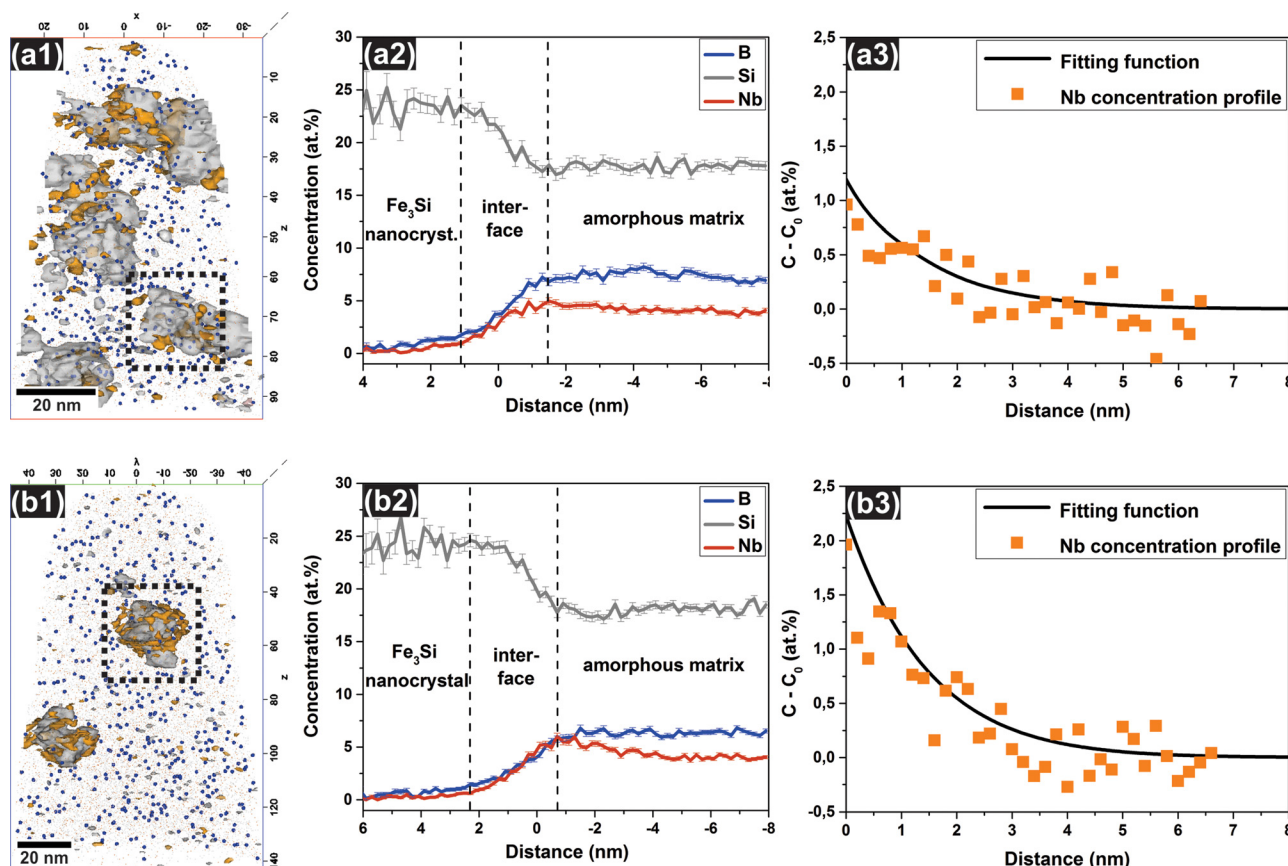 x
20 10 0 -10 -20 -30
(a1)
10
20
30
40
50
z
60
70
80
90
20 nm
(a2)
B
Si
Nb
Concentration (at.%)
30
25
20
15
10
5
0
Fe3Si
nanocryst.
inter-
face
amorphous matrix
4 2 0 -2 -4 -6
Distance (nm)
(a3)
Fitting function
Nb concentration profile
C - C0 (at.%)
2,5
2,0
1,5
1,0
0,5
0,0
-0,5
0 1 2 3 4 5 6 7 8
Distance (nm)
y
40 30 20 10 0 -10 -20 -30 -40
(b1)
20
40
60
z
80
100
120
140
20 nm
(b2)
B
Si
Nb
Concentration (at.%)
30
25
20
15
10
5
0
Fe3Si
nanocrystal
inter-
face
amorphous matrix
6 4 2 0 -2 -4 -6 -8
Distance (nm)
(b3)
Fitting function
Nb concentration profile
C - C0 (at.%)
2,5
2,0
1,5
1,0
0,5
0,0
-0,5
0 1 2 3 4 5 6 7 8
Distance (nm)